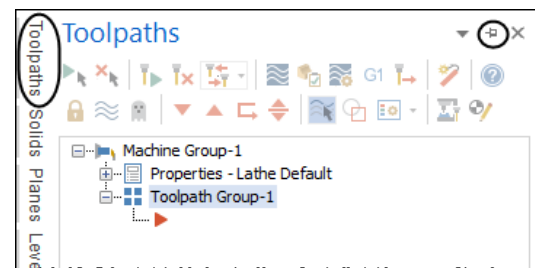 Toolpaths
Toolpaths
G1
Solids
Machine Group-1
Properties - Lathe Default
Planes
Toolpath Group-1